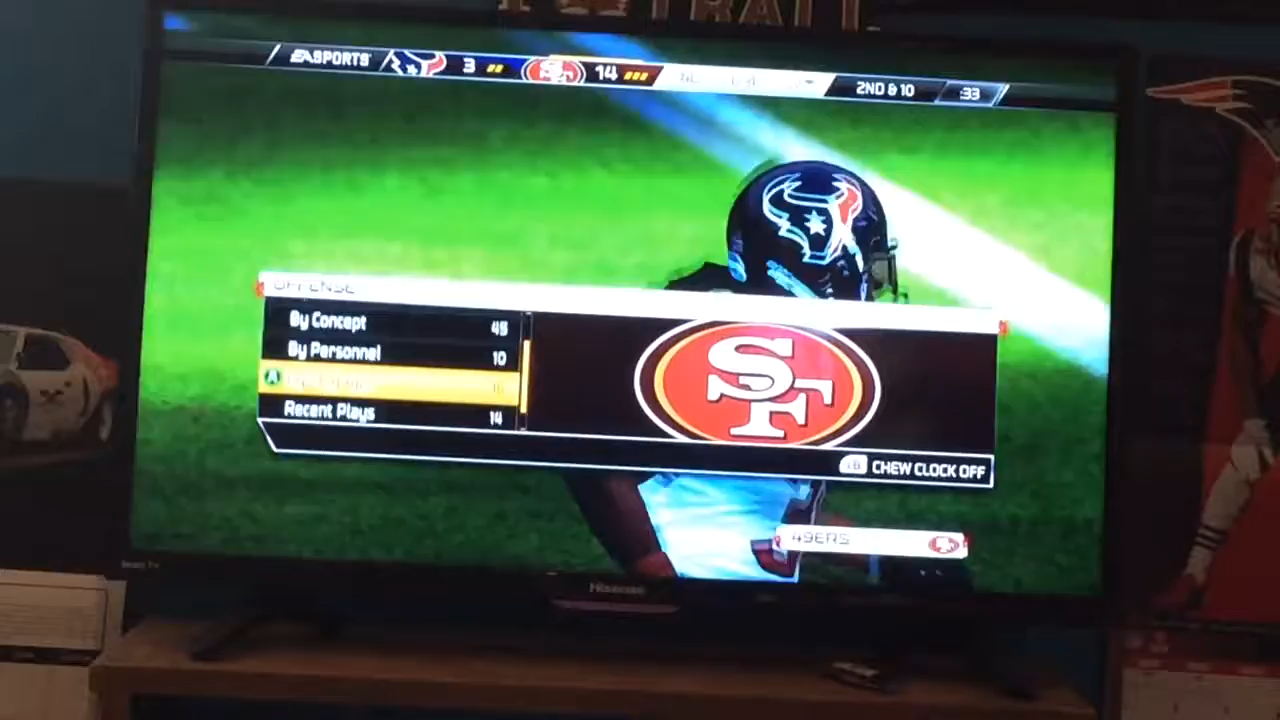 EA SPORTS 3 14 2ND & 10 :33
OFFENSE
By Concept 45
By Personnel 10
A
Recent Plays 14
CHEW CLOCK OFF
49ERS
Hisense